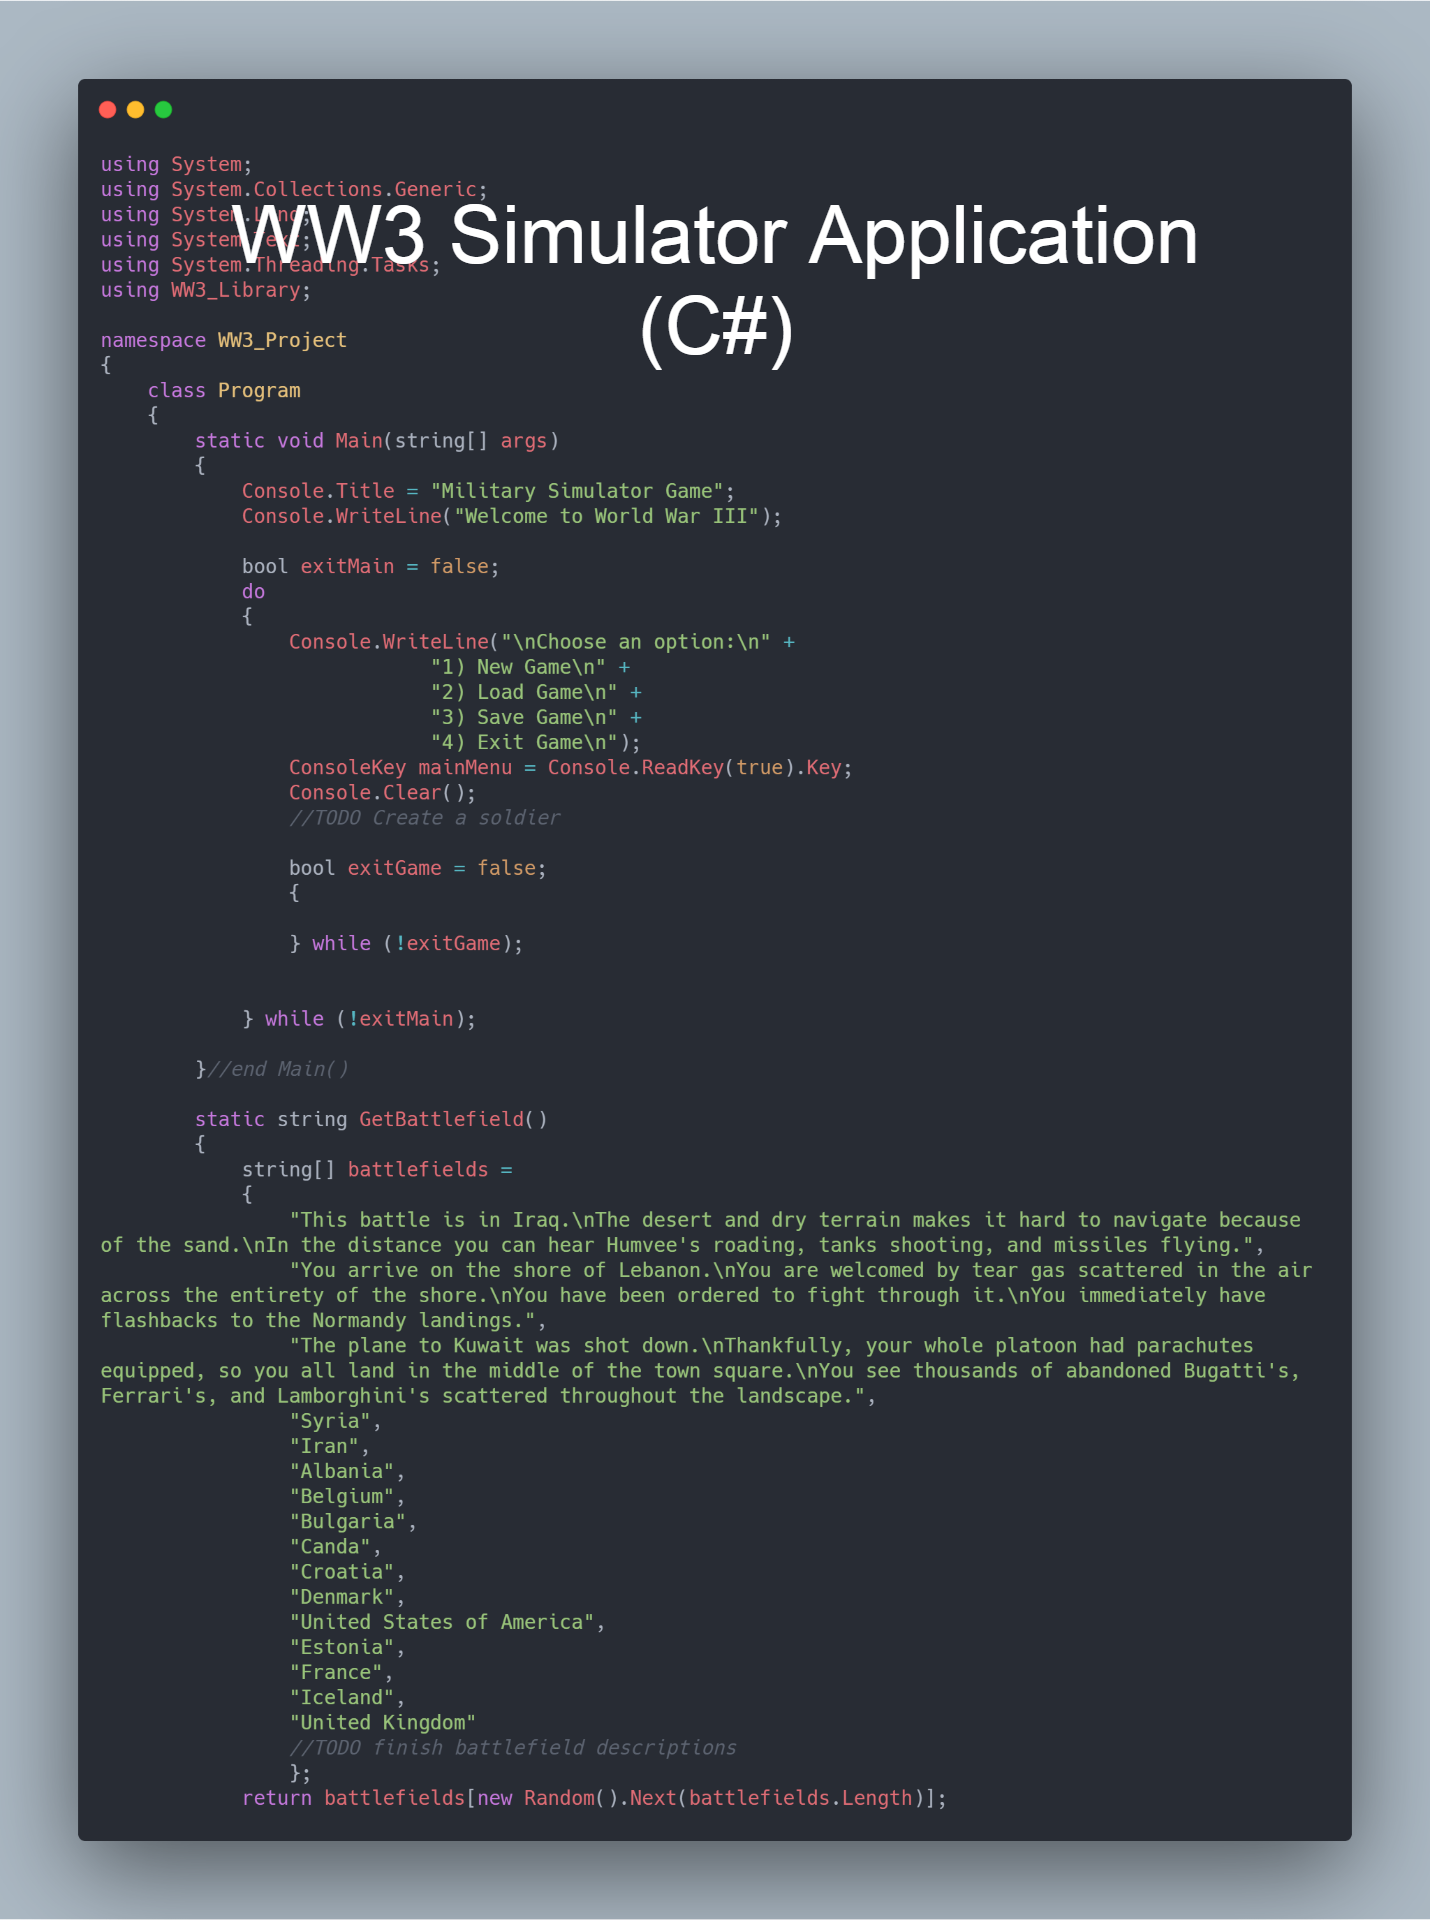 WW3 Simulator Application
(C#)
using System;
using System.Collections.Generic;
using System.Linq;
using System.Text;
using System.Threading.Tasks;
using WW3_Library;
namespace WW3_Project
{
class Program
{
static void Main(string[] args)
{
Console.Title = "Military Simulator Game";
Console.WriteLine("Welcome to World War III");
bool exitMain = false;
do
{
Console.WriteLine("\nChoose an option:\n" +
"1) New Game\n" +
"2) Load Game\n" +
"3) Save Game\n" +
"4) Exit Game\n");
ConsoleKey mainMenu = Console.ReadKey(true).Key;
Console.Clear();
//TODO Create a soldier
bool exitGame = false;
{
} while (!exitGame);
} while (!exitMain);
}//end Main()
static string GetBattlefield()
{
string[] battlefields =
{
"This battle is in Iraq.\nThe desert and dry terrain makes it hard to navigate because
of the sand.\nIn the distance you can hear Humvee's roading, tanks shooting, and missiles flying.",
"You arrive on the shore of Lebanon.\nYou are welcomed by tear gas scattered in the air
across the entirety of the shore.\nYou have been ordered to fight through it.\nYou immediately have
flashbacks to the Normandy landings.",
"The plane to Kuwait was shot down.\nThankfully, your whole platoon had parachutes
equipped, so you all land in the middle of the town square.\nYou see thousands of abandoned Bugatti's,
Ferrari's, and Lamborghini's scattered throughout the landscape.",
"Syria",
"Iran",
"Albania",
"Belgium",
"Bulgaria",
"Canda",
"Croatia",
"Denmark",
"United States of America",
"Estonia",
"France",
"Iceland",
"United Kingdom"
//TODO finish battlefield descriptions
};
return battlefields[new Random().Next(battlefields.Length)];